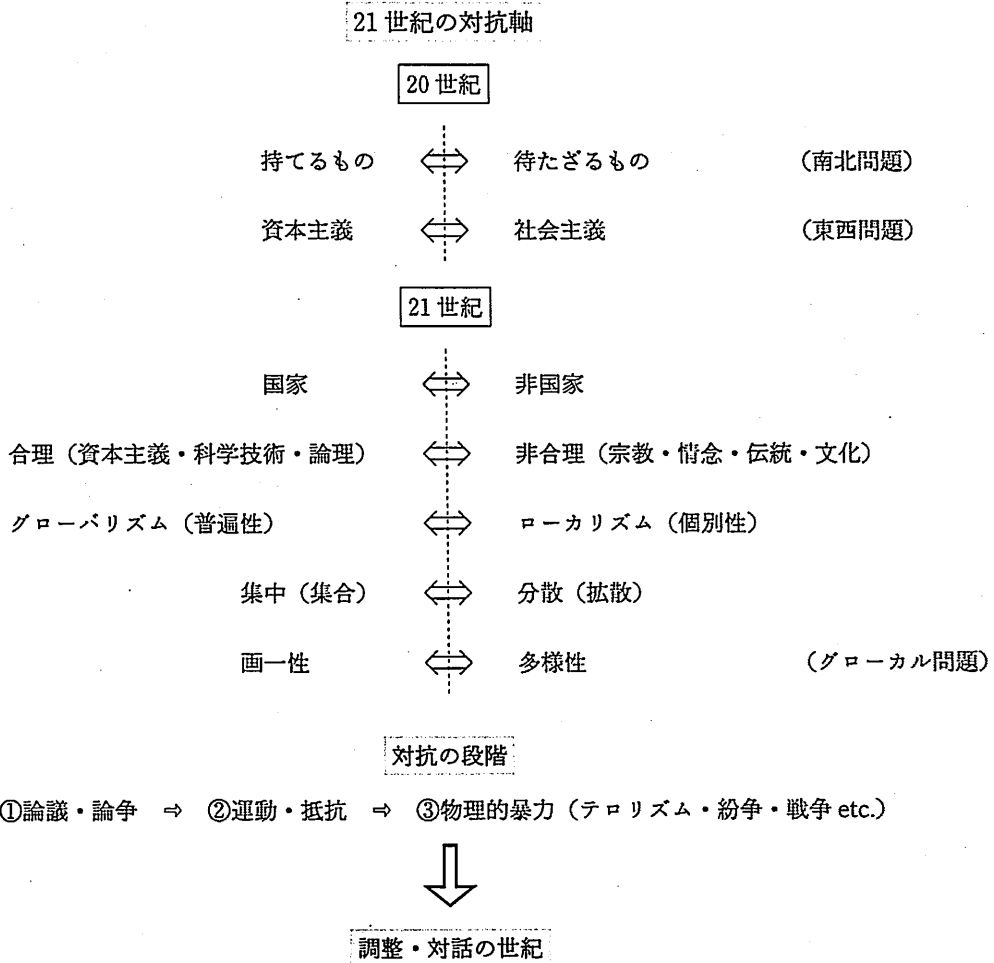 21世紀の対抗軸
20世紀
持てるもの ⇔ 待たざるもの (南北問題)
資本主義 ⇔ 社会主義 (東西問題)
21世紀
国家 ⇔ 非国家
合理(資本主義・科学技術・論理) ⇔ 非合理(宗教・情念・伝統・文化)
グローバリズム(普遍性) ⇔ ローカリズム(個別性)
集中(集合) ⇔ 分散(拡散)
画一性 ⇔ 多様性 (グローカル問題)
対抗の段階
①論議・論争 ⇨ ②運動・抵抗 ⇨ ③物理的暴力(テロリズム・紛争・戦争 etc.)
調整・対話の世紀